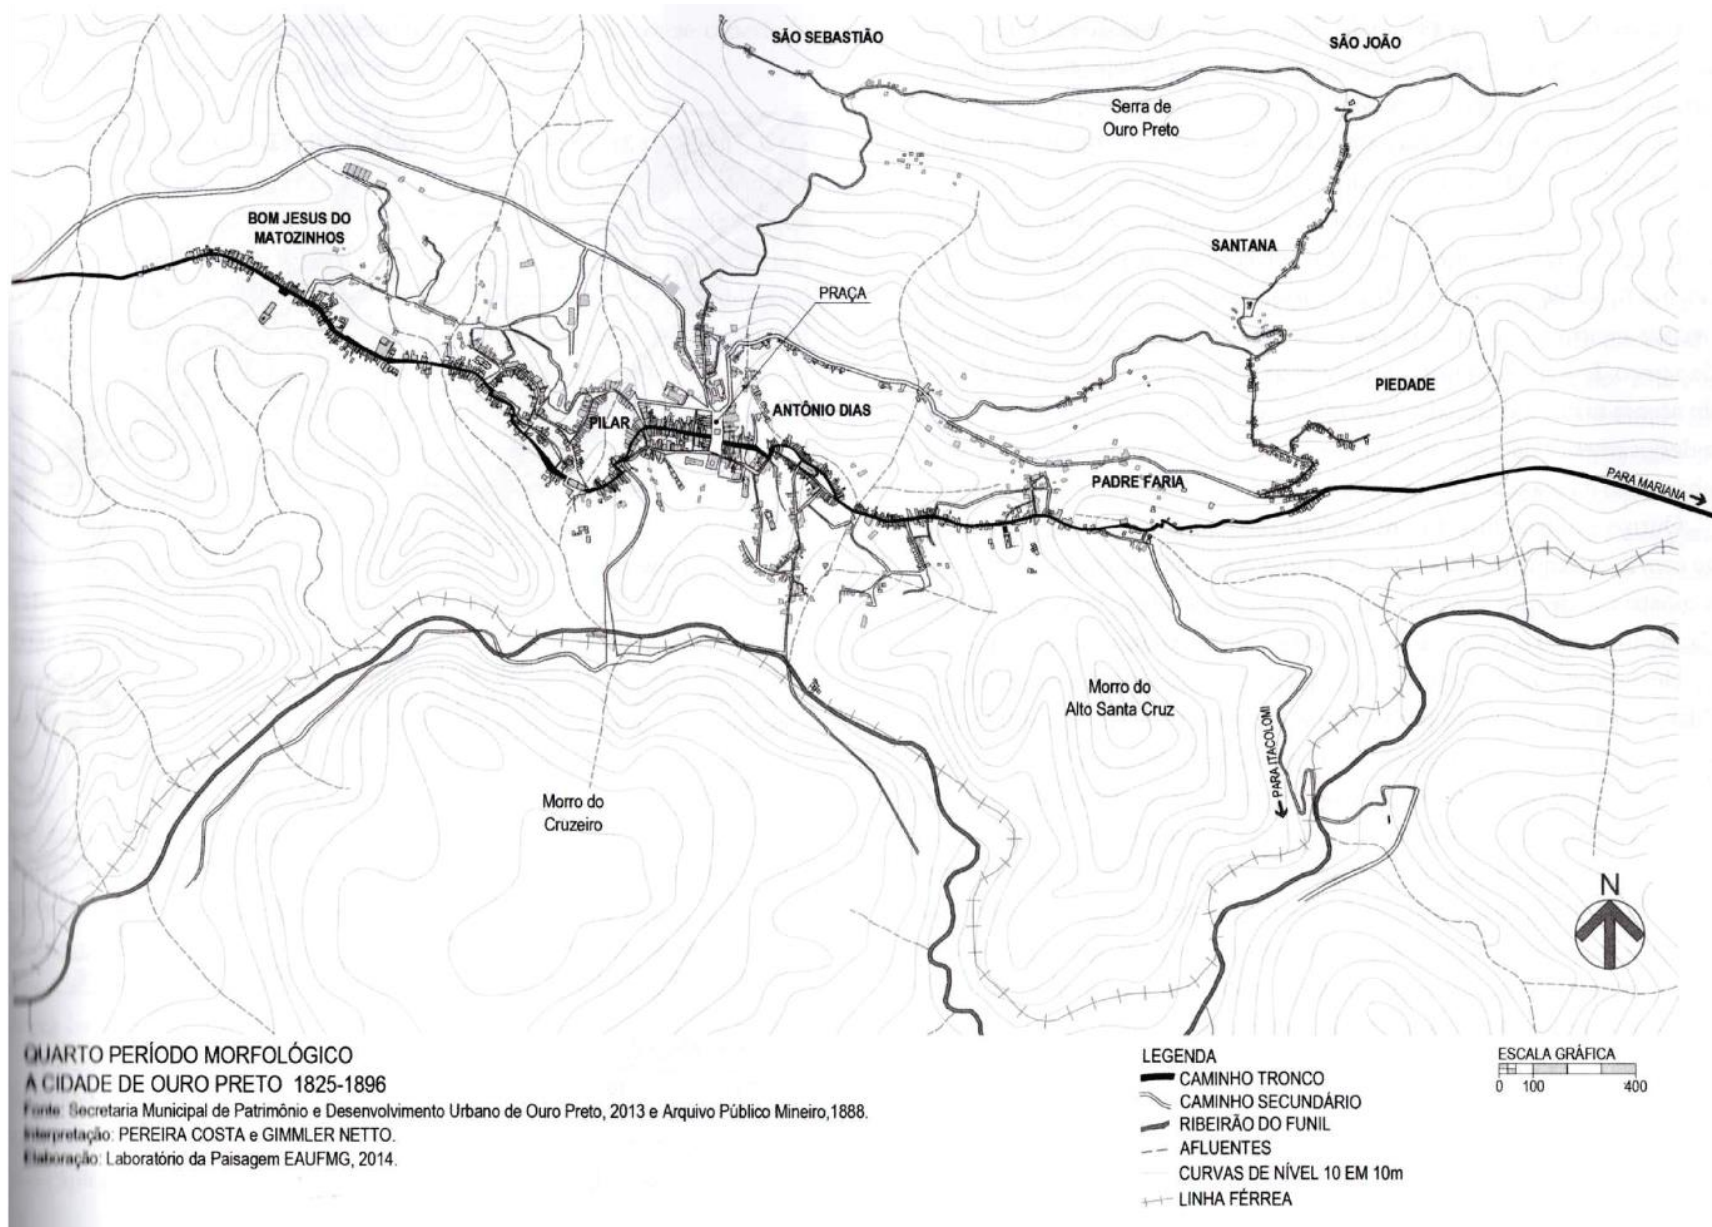 SÃO SEBASTIÃO
SÃO JOÃO
Serra de
Ouro Preto
BOM JESUS DO
MATOZINHOS
SANTANA
PRAÇA
PIEDADE
ANTÔNIO DIAS
PILAR
PADRE FARIA
PARA MARIANA
Morro do
Alto Santa Cruz
PARA ITACOLOMI
Morro do
Cruzeiro
N
QUARTO PERÍODO MORFOLÓGICO
A CIDADE DE OURO PRETO 1825-1896
Fonte: Secretaria Municipal de Patrimônio e Desenvolvimento Urbano de Ouro Preto, 2013 e Arquivo Público Mineiro,1888.
Interpretação: PEREIRA COSTA e GIMMLER NETTO.
Elaboração: Laboratório da Paisagem EAUFMG, 2014.
LEGENDA
CAMINHO TRONCO
CAMINHO SECUNDÁRIO
RIBEIRÃO DO FUNIL
AFLUENTES
CURVAS DE NÍVEL 10 EM 10m
LINHA FÉRREA
ESCALA GRÁFICA
0 100 400